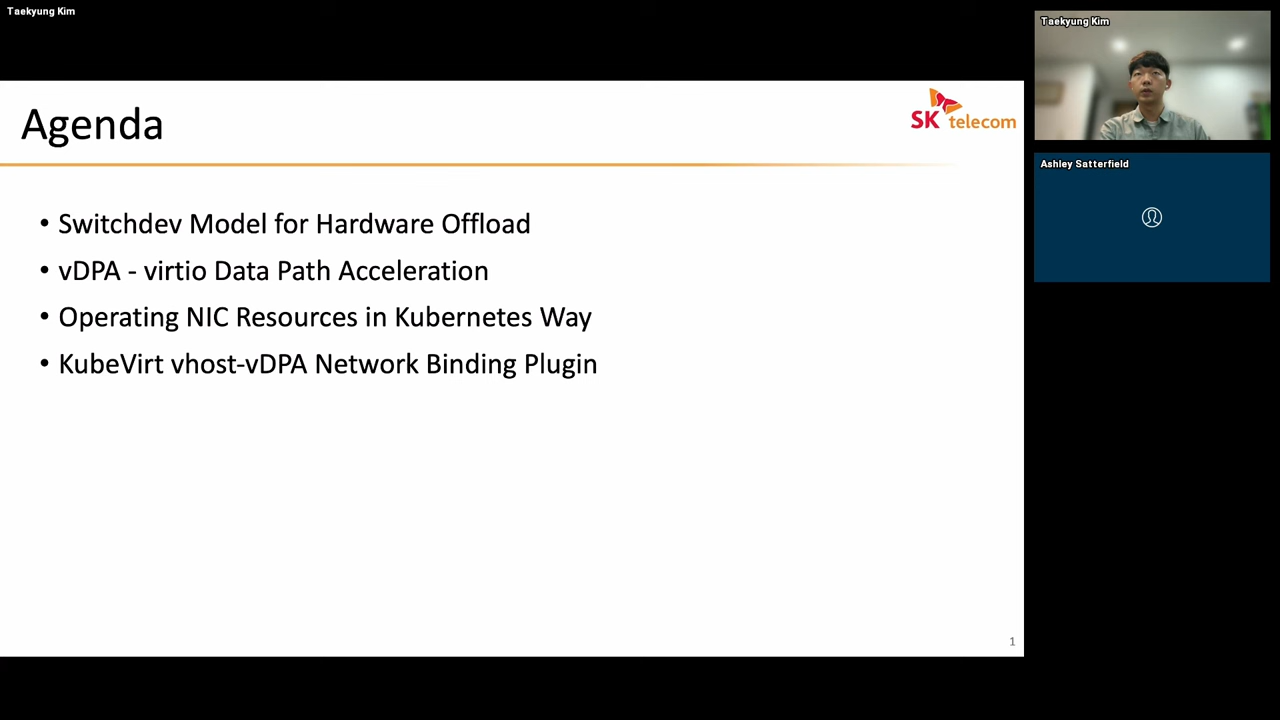 Taekyung Kim
Taekyung Kim
Agenda
SK telecom
Ashley Satterfield
• Switchdev Model for Hardware Offload
• vDPA - virtio Data Path Acceleration
• Operating NIC Resources in Kubernetes Way
• KubeVirt vhost-vDPA Network Binding Plugin
1